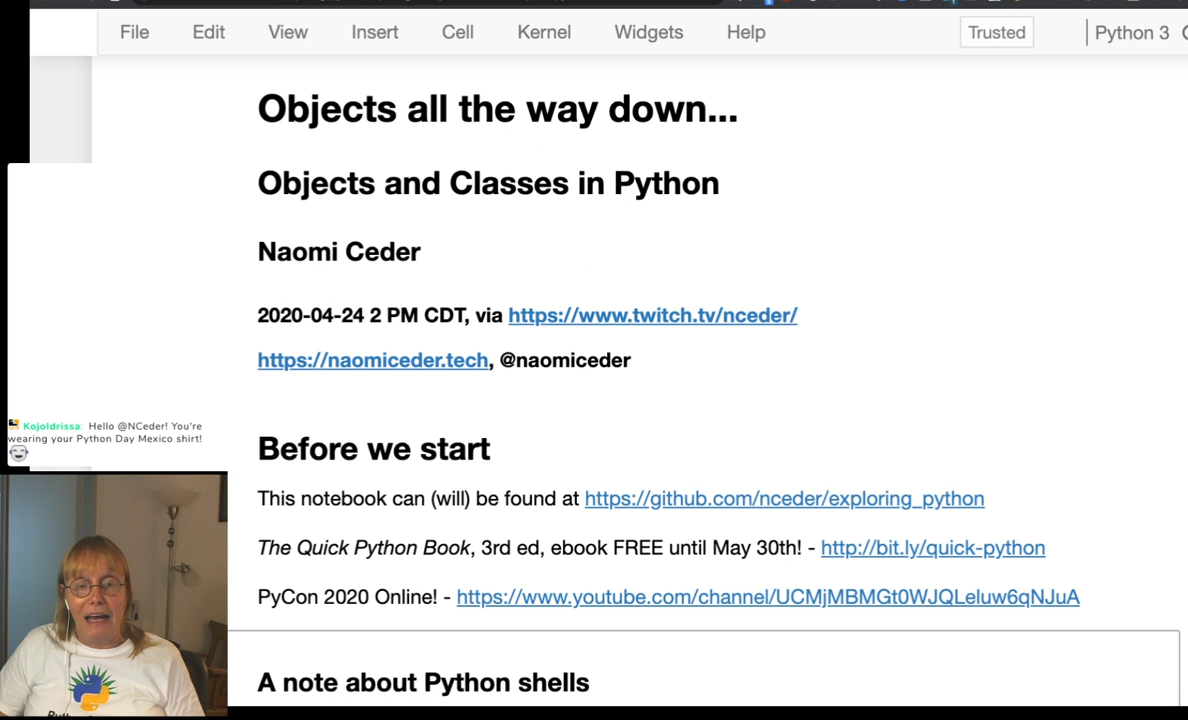 File Edit View Insert Cell Kernel Widgets Help Trusted Python 3
Objects all the way down...
Objects and Classes in Python
Naomi Ceder
2020-04-24 2 PM CDT, via https://www.twitch.tv/nceder/
https://naomiceder.tech, @naomiceder
Kojoldrissa: Hello @NCeder! You're
wearing your Python Day Mexico shirt!
Before we start
This notebook can (will) be found at https://github.com/nceder/exploring_python
The Quick Python Book, 3rd ed, ebook FREE until May 30th! - http://bit.ly/quick-python
PyCon 2020 Online! - https://www.youtube.com/channel/UCMjMBMGt0WJQLeluw6qNJuA
A note about Python shells